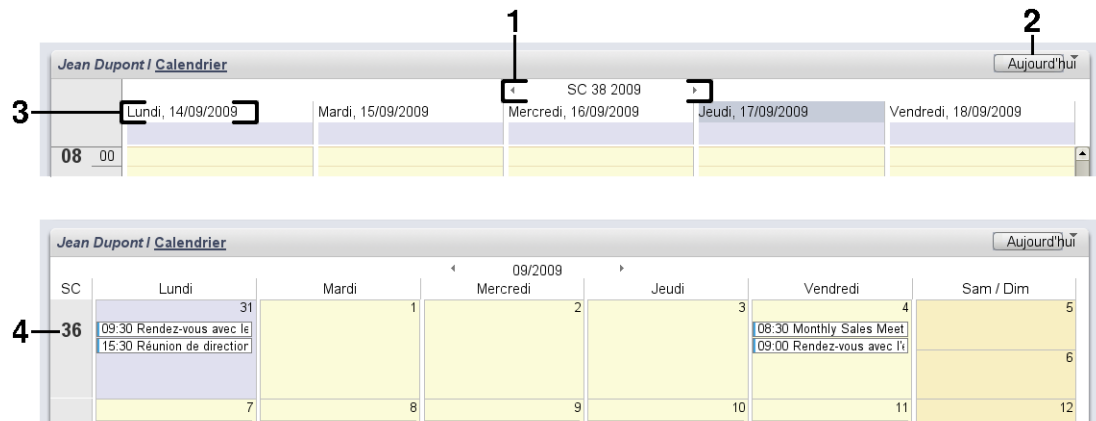 1 2
Jean Dupont / Calendrier Aujourd'hui
SC 38 2009
3 Lundi, 14/09/2009 Mardi, 15/09/2009 Mercredi, 16/09/2009 Jeudi, 17/09/2009 Vendredi, 18/09/2009
08 00
Jean Dupont / Calendrier Aujourd'hui
09/2009
SC Lundi Mardi Mercredi Jeudi Vendredi Sam / Dim
31 1 2 3 4 5
4 36 09:30 Rendez-vous avec le 08:30 Monthly Sales Meet
15:30 Réunion de direction 09:00 Rendez-vous avec l'é
6
7 8 9 10 11 12